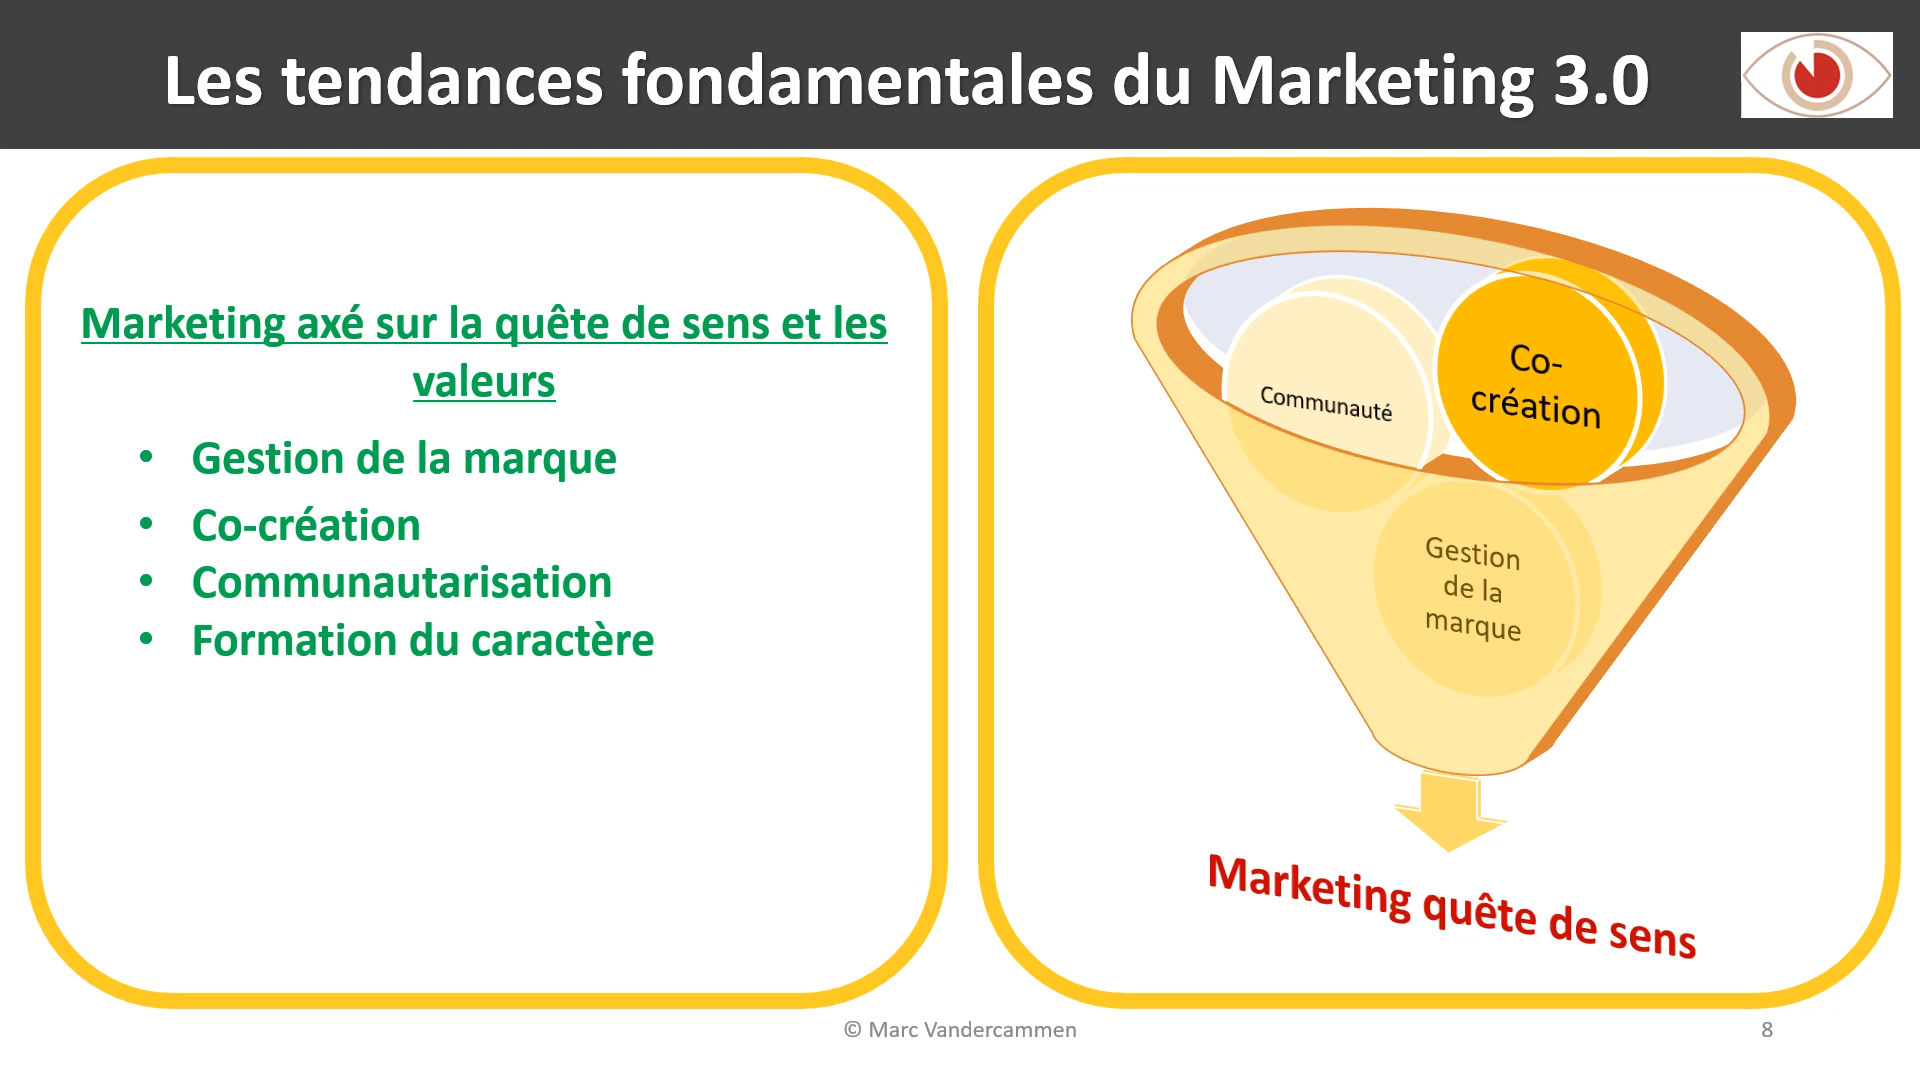 Les tendances fondamentales du Marketing 3.0
Marketing axé sur la quête de sens et les
valeurs
• Gestion de la marque
• Co-création
• Communautarisation
• Formation du caractère
Communauté
Co-
création
Gestion
de la
marque
Marketing quête de sens
© Marc Vandercammen
8